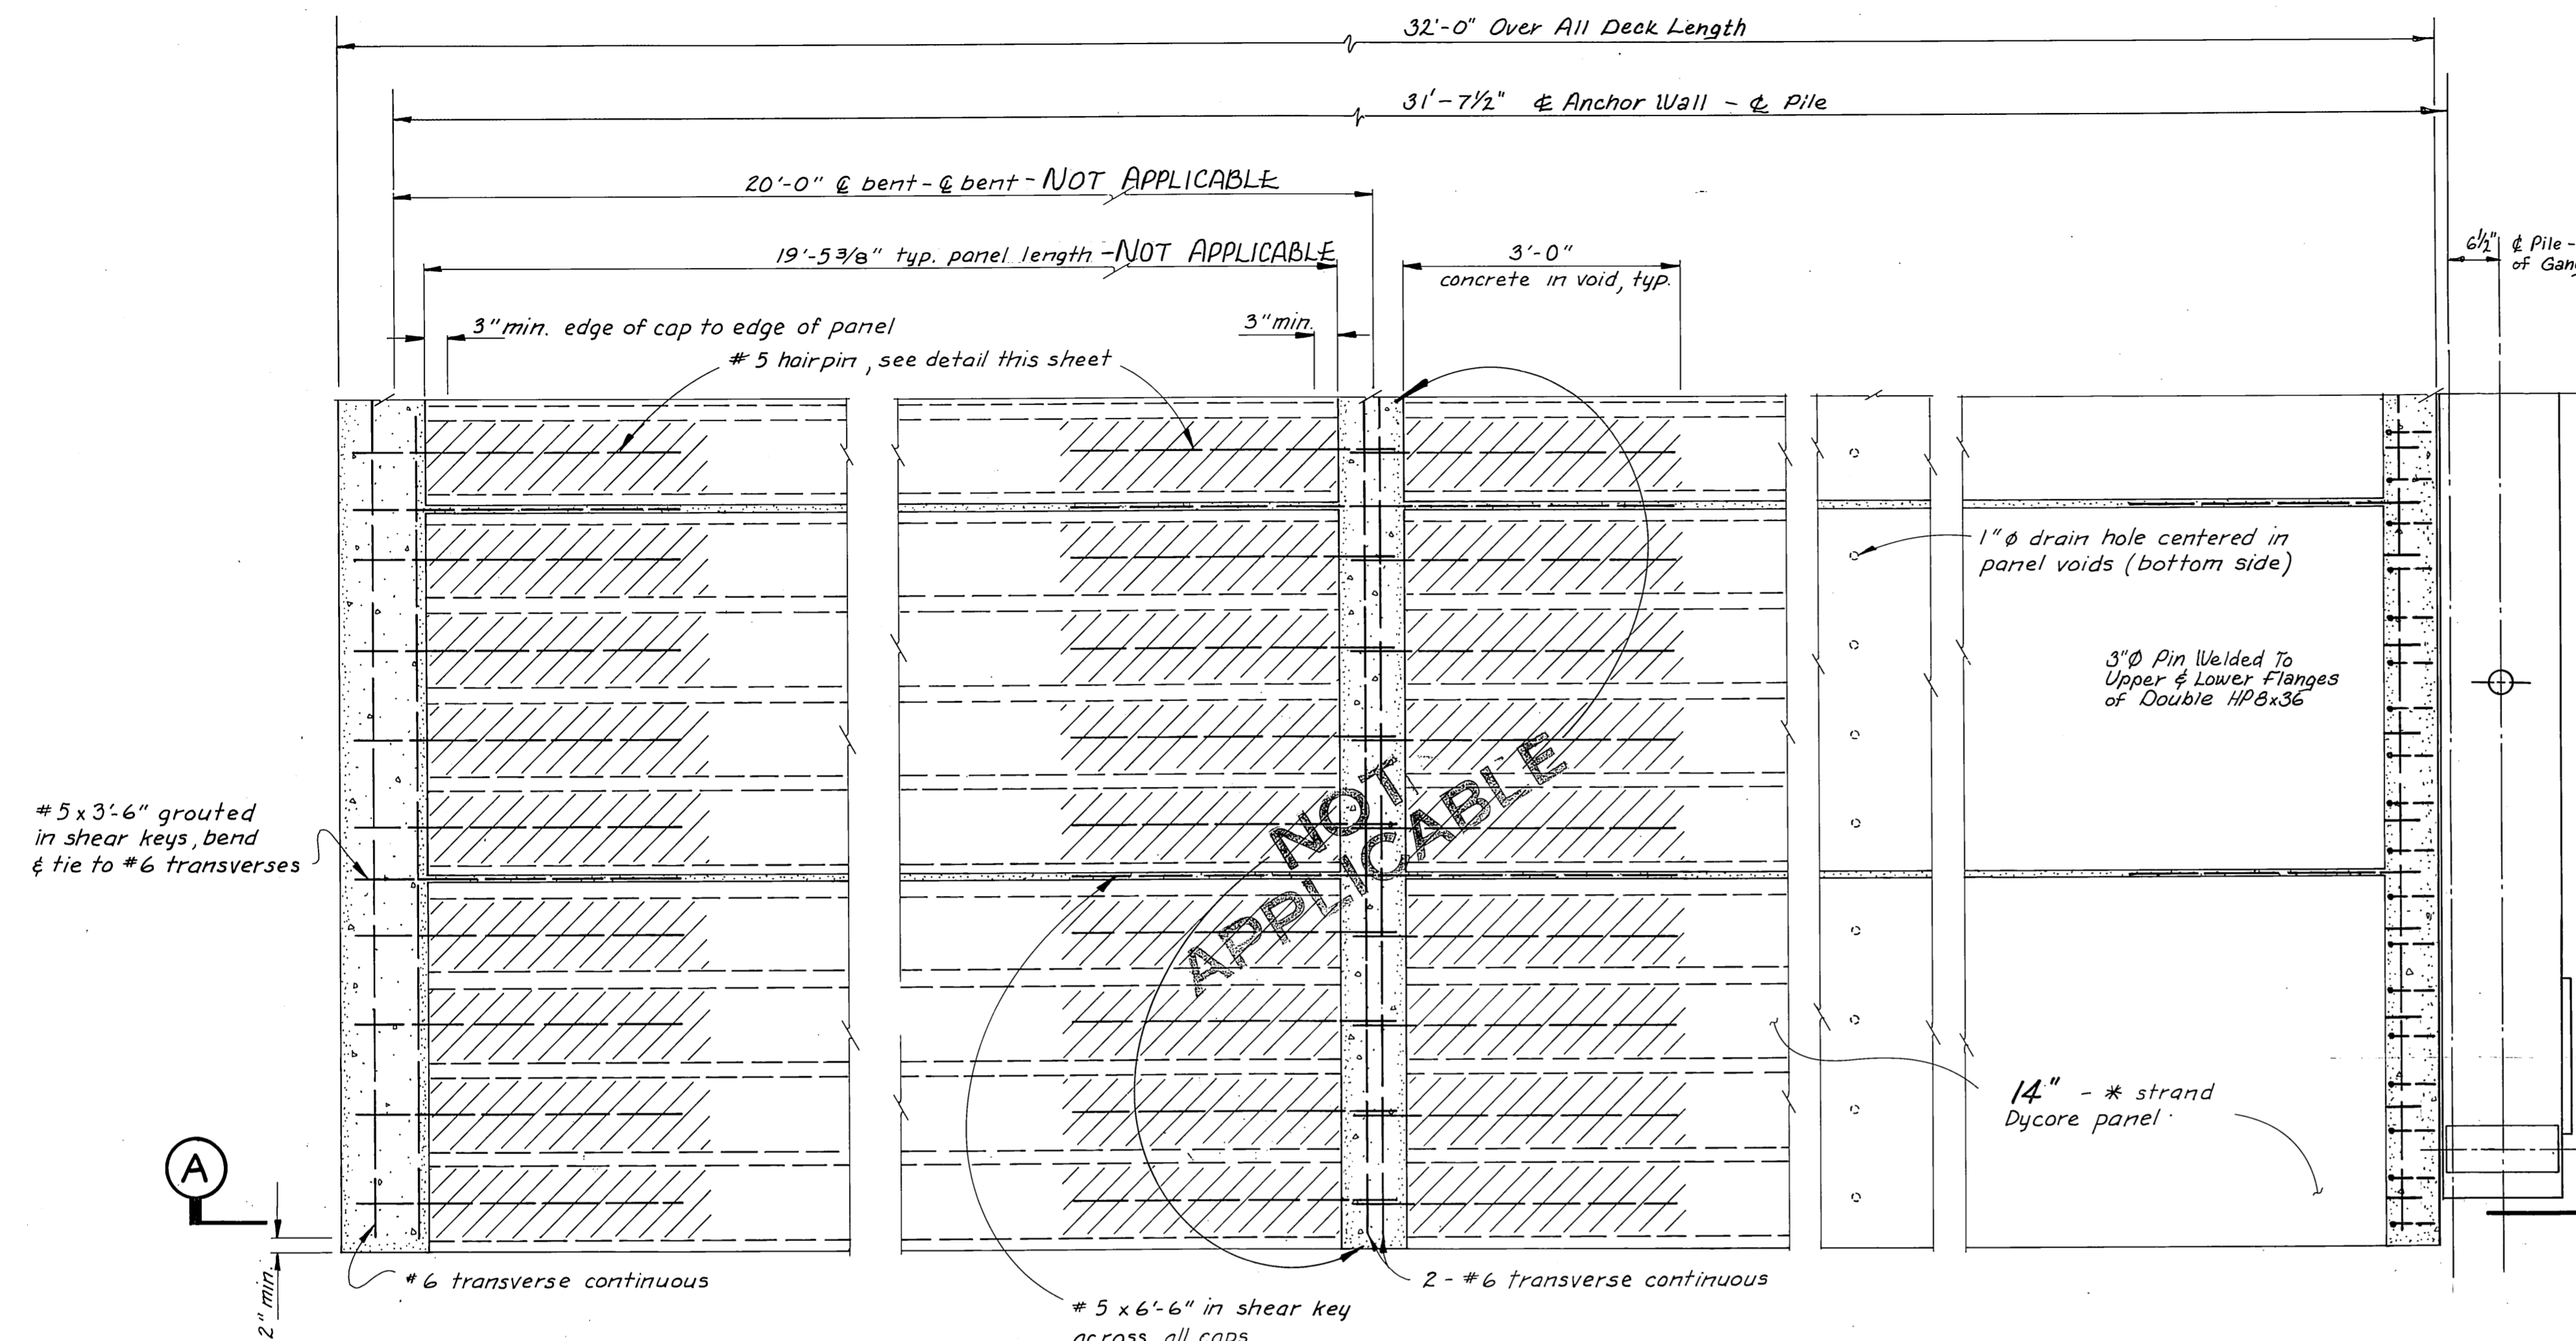 32'-0" Over All Deck Length
31'-7½" ℄ Anchor Wall - ℄ Pile
20'-0" ℄ bent - ℄ bent - NOT APPLICABLE
19'-5 3/8" typ. panel length - NOT APPLICABLE
3'-0"
concrete in void, typ.
6½"
℄ Pile -
of Gan
3" min. edge of cap to edge of panel
3" min.
# 5 hairpin, see detail this sheet
1" ø drain hole centered in
panel voids (bottom side)
3"Ø Pin Welded To
Upper & Lower Flanges
of Double HP8x36
# 5 x 3'-6" grouted
in shear keys, bend
& tie to #6 transverses
NOT
APPLICABLE
14" - * strand
Dycore panel
A
2" min.
#6 transverse continuous
2 - #6 transverse continuous
# 5 x 6'-6" in shear key
across all caps